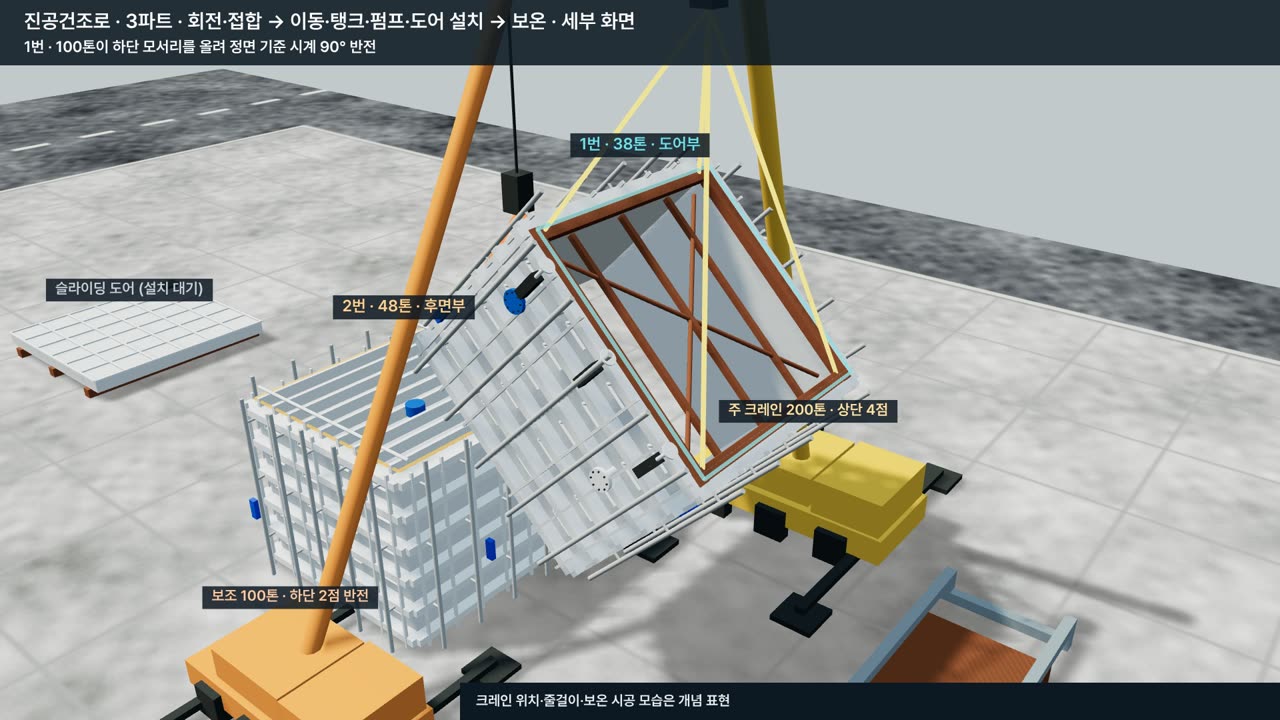 진공건조로 · 3파트 · 회전·접합 → 이동·탱크·펌프·도어 설치 → 보온 · 세부 화면
1번 · 100톤이 하단 모서리를 올려 정면 기준 시계 90° 반전
1번 · 38톤 · 도어부
슬라이딩 도어 (설치 대기)
2번 · 48톤 · 후면부
주 크레인 200톤 · 상단 4점
보조 100톤 · 하단 2점 반전
크레인 위치·줄걸이·보온 시공 모습은 개념 표현